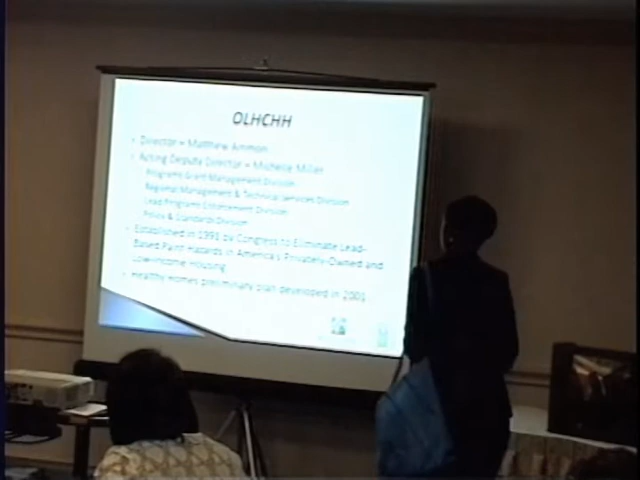 OLHCHH
• Director – Matthew Ammon
• Acting Deputy Director – Michelle Miller
Programs Grant Management Division
Regional Management & Technical Services Division
Lead Programs Enforcement Division
Policy & Standards Division
• Established in 1991 by Congress to Eliminate Lead-
Based Paint Hazards in America's Privately-Owned and
Low-Income Housing
• Healthy Homes preliminary plan developed in 2001